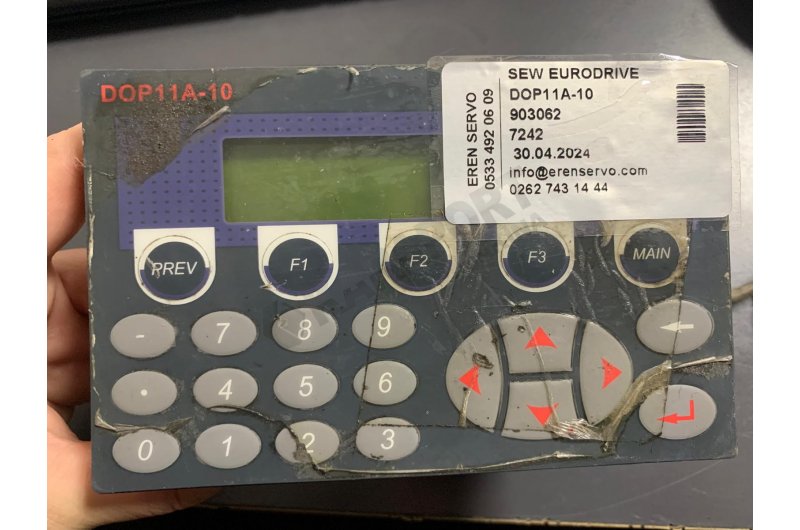 DOP11A-10
EREN SERVO
0533 492 06 09
SEW EURODRIVE
DOP11A-10
903062
7242
30.04.2024
info@erenservo.com
0262 743 14 44
PREV
F1
F2
F3
MAIN
- 7 8 9
. 4 5 6
0 1 2 3